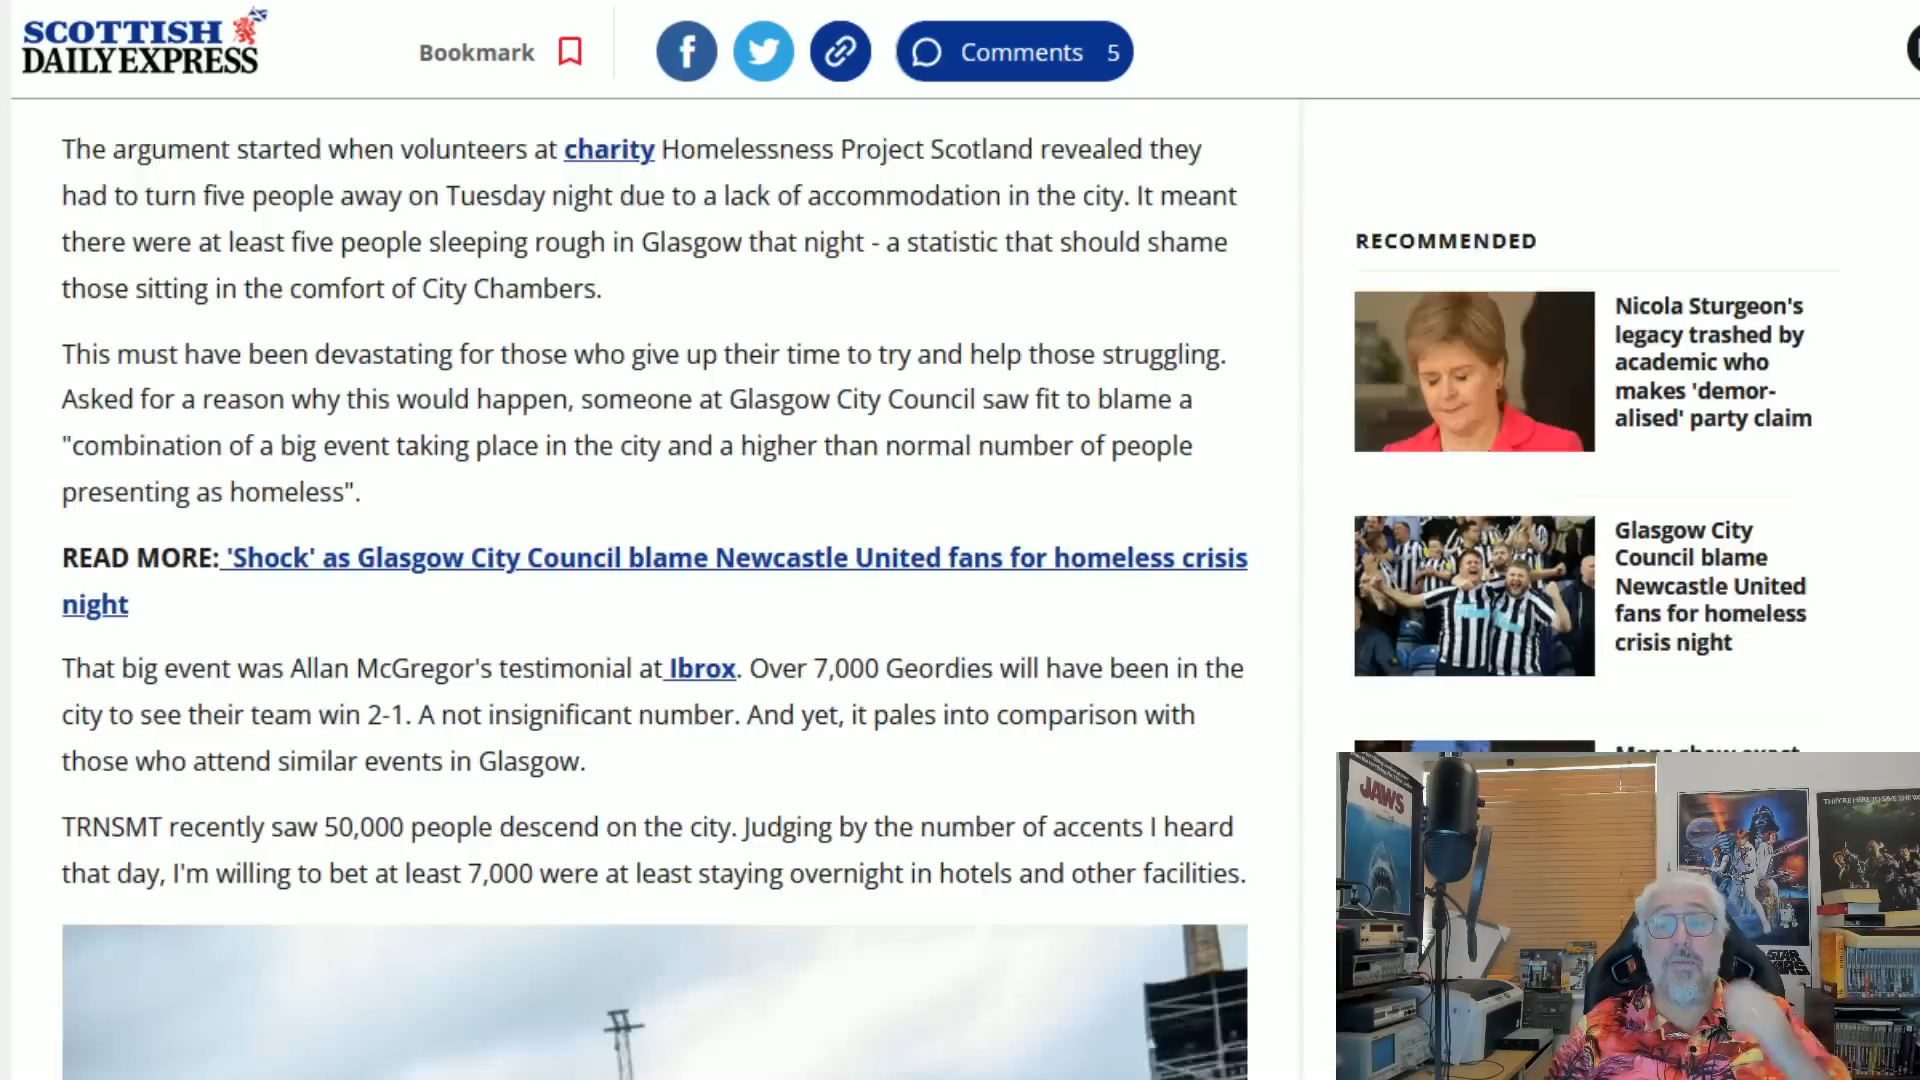 SCOTTISH
DAILY EXPRESS
Bookmark
f
Comments 5
The argument started when volunteers at charity Homelessness Project Scotland revealed they
had to turn five people away on Tuesday night due to a lack of accommodation in the city. It meant
there were at least five people sleeping rough in Glasgow that night - a statistic that should shame
those sitting in the comfort of City Chambers.
This must have been devastating for those who give up their time to try and help those struggling.
Asked for a reason why this would happen, someone at Glasgow City Council saw fit to blame a
"combination of a big event taking place in the city and a higher than normal number of people
presenting as homeless".
READ MORE: 'Shock' as Glasgow City Council blame Newcastle United fans for homeless crisis
night
That big event was Allan McGregor's testimonial at Ibrox. Over 7,000 Geordies will have been in the
city to see their team win 2-1. A not insignificant number. And yet, it pales into comparison with
those who attend similar events in Glasgow.
TRNSMT recently saw 50,000 people descend on the city. Judging by the number of accents I heard
that day, I'm willing to bet at least 7,000 were at least staying overnight in hotels and other facilities.
RECOMMENDED
Nicola Sturgeon's
legacy trashed by
academic who
makes 'demor-
alised' party claim
Glasgow City
Council blame
Newcastle United
fans for homeless
crisis night
JAWS
THEY'RE HERE TO SAVE THE
STAR
WARS